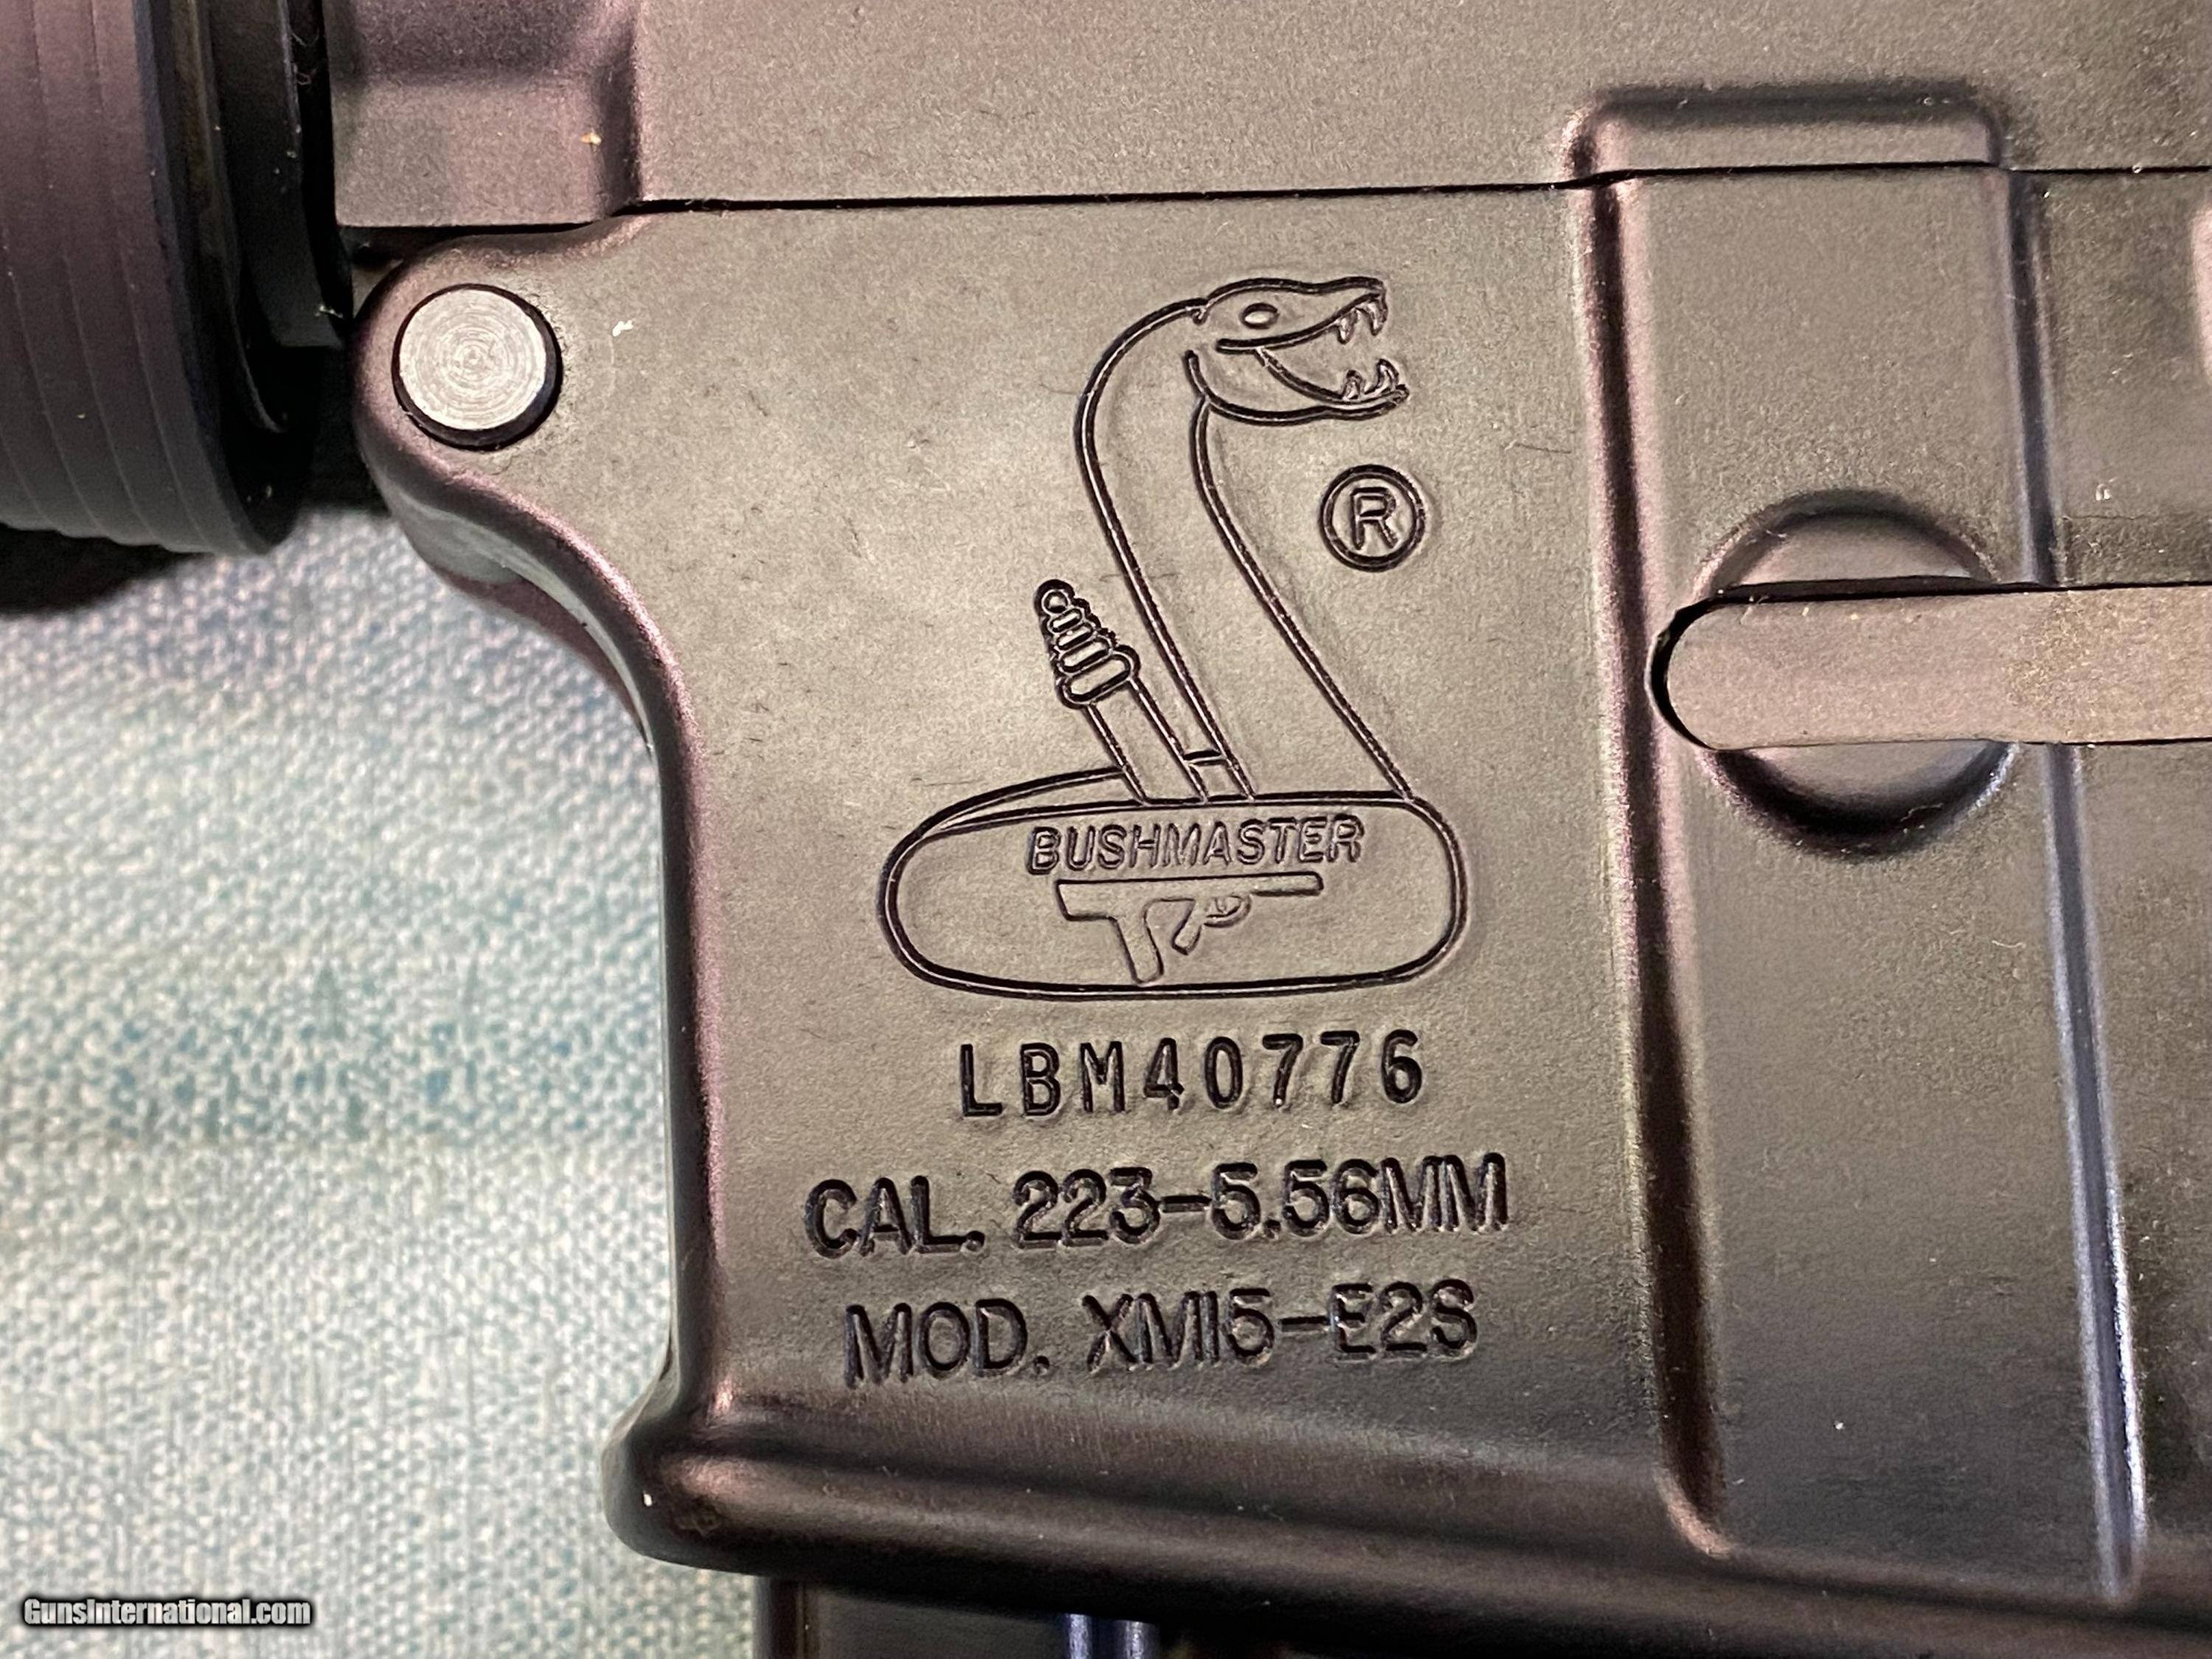 ®
BUSHMASTER
LBM40776
CAL. 223-5.56MM
MOD. XM15-E2S
GunsInternational.com